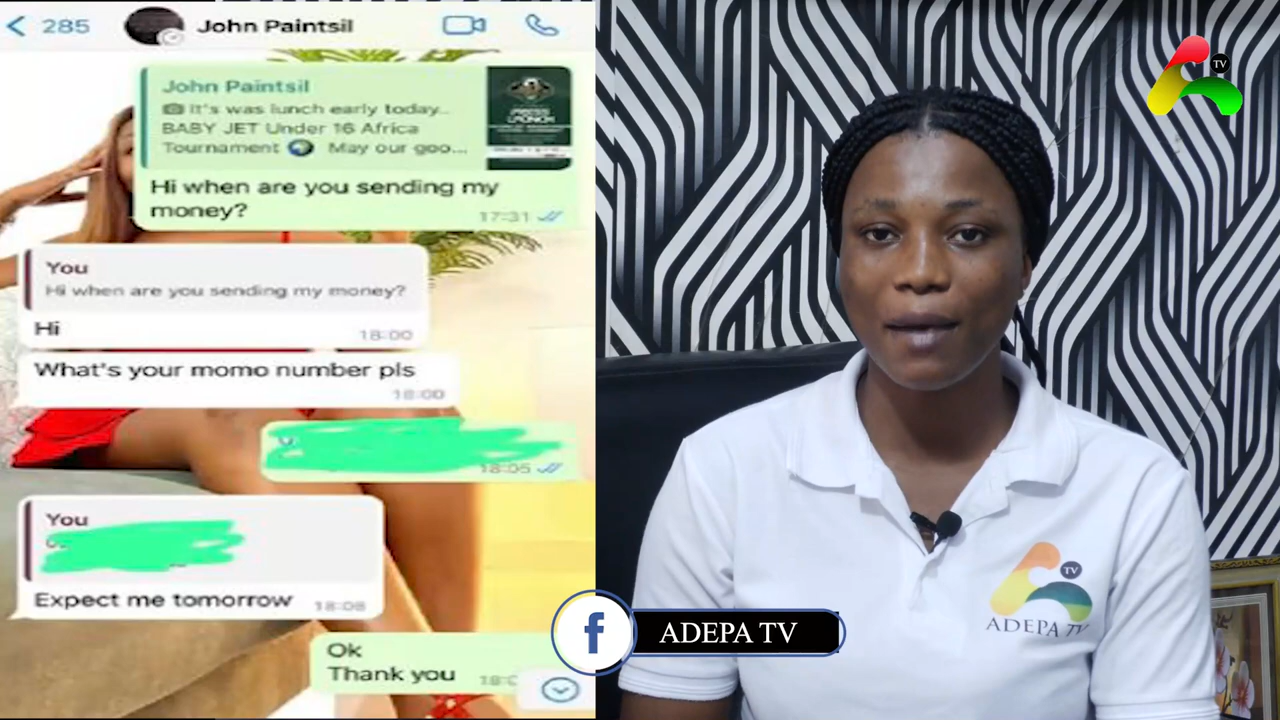 285
John Paintsil
John Paintsil
It's was lunch early today..
BABY JET Under 16 Africa
Tournament May our goo...
PRESS
LAUNCH
Hi when are you sending my
money?
17:31
You
Hi when are you sending my money?
Hi
18:00
What's your momo number pls
18:00
18:05
You
Expect me tomorrow
18:08
Ok
Thank you
TV
TV
ADEPA TV
f ADEPA TV